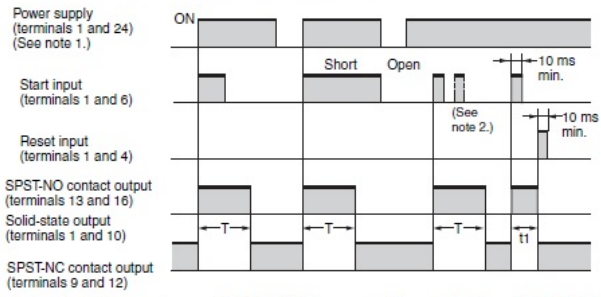 Power supply
(terminals 1 and 24)
(See note 1.)
ON
Short
Open
10 ms
min.
Start input
(terminals 1 and 6)
(See
note 2.)
10 ms
min.
Reset input
(terminals 1 and 4)
SPST-NO contact output
(terminals 13 and 16)
Solid-state output
(terminals 1 and 10)
T
T
T
t1
SPST-NC contact output
(terminals 9 and 12)